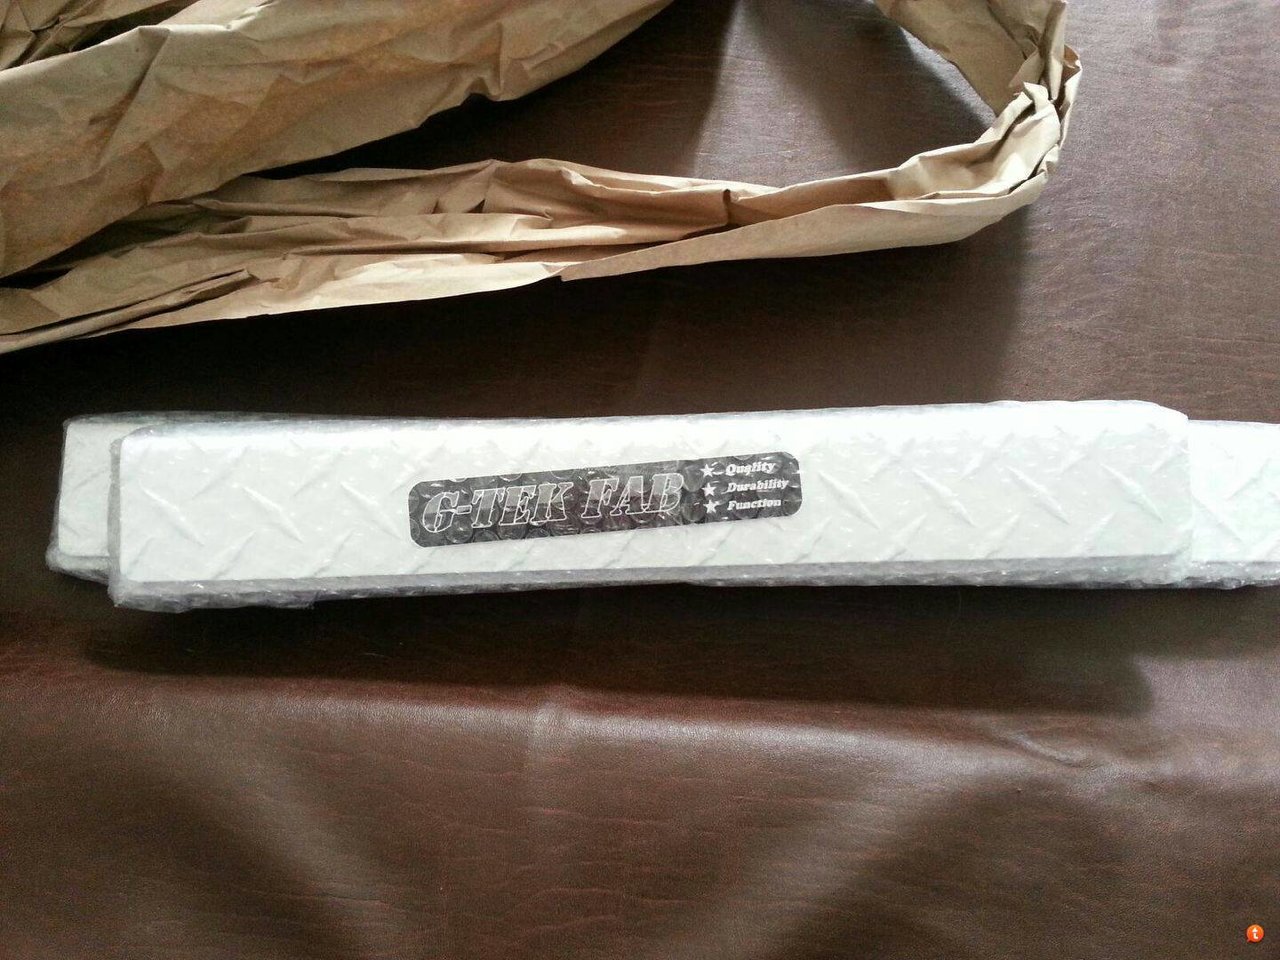 G-TEK FAB
Quality
Durability
Function
t